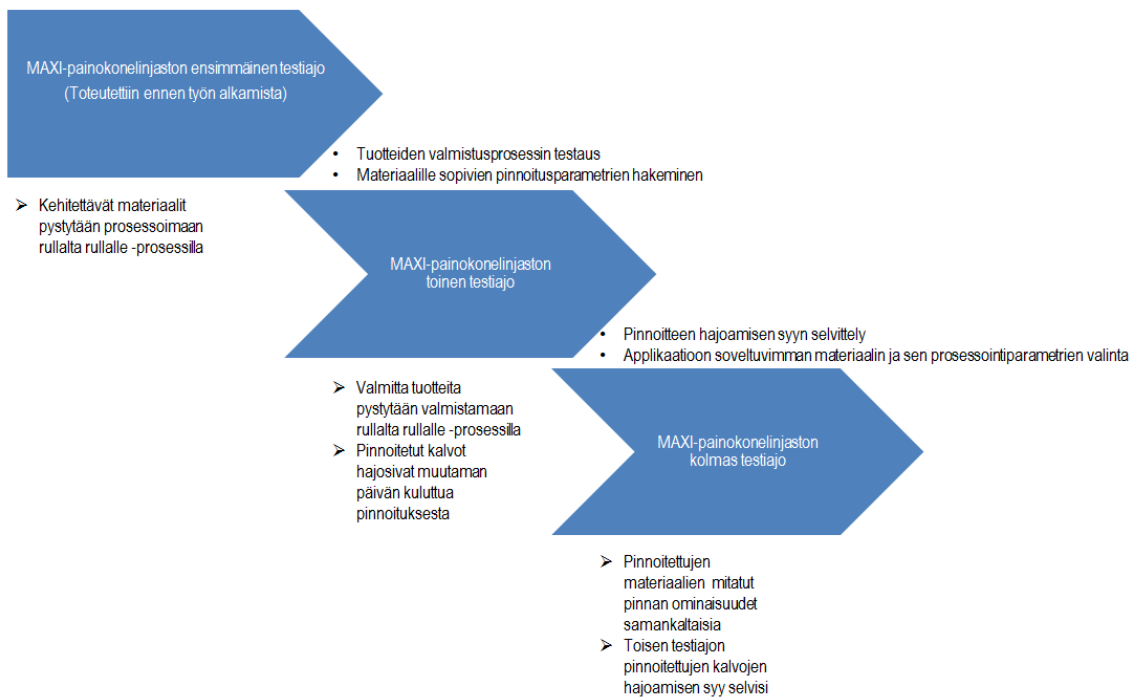 MAXI-painokonelinjaston ensimmäinen testiajo
(Toteutettiin ennen työn alkamista)
• Tuotteiden valmistusprosessin testaus
• Materiaalille sopivien pinnoitusparametrien hakeminen
➢ Kehitettävät materiaalit
pystytään prosessoimaan
rullalta rullalle -prosessilla
MAXI-painokonelinjaston
toinen testiajo
• Pinnoitteen hajoamisen syyn selvittely
• Applikaatioon soveltuvimman materiaalin ja sen prosessointiparametrien valinta
➢ Valmitta tuotteita
pystytään valmistamaan
rullalta rullalle -prosessilla
➢ Pinnoitetut kalvot
hajosivat muutaman
päivän kuluttua
pinnoituksesta
MAXI-painokonelinjaston
kolmas testiajo
➢ Pinnoitettujen
materiaalien mitatut
pinnan ominaisuudet
samankaltaisia
➢ Toisen testiajon
pinnoitettujen kalvojen
hajoamisen syy selvisi